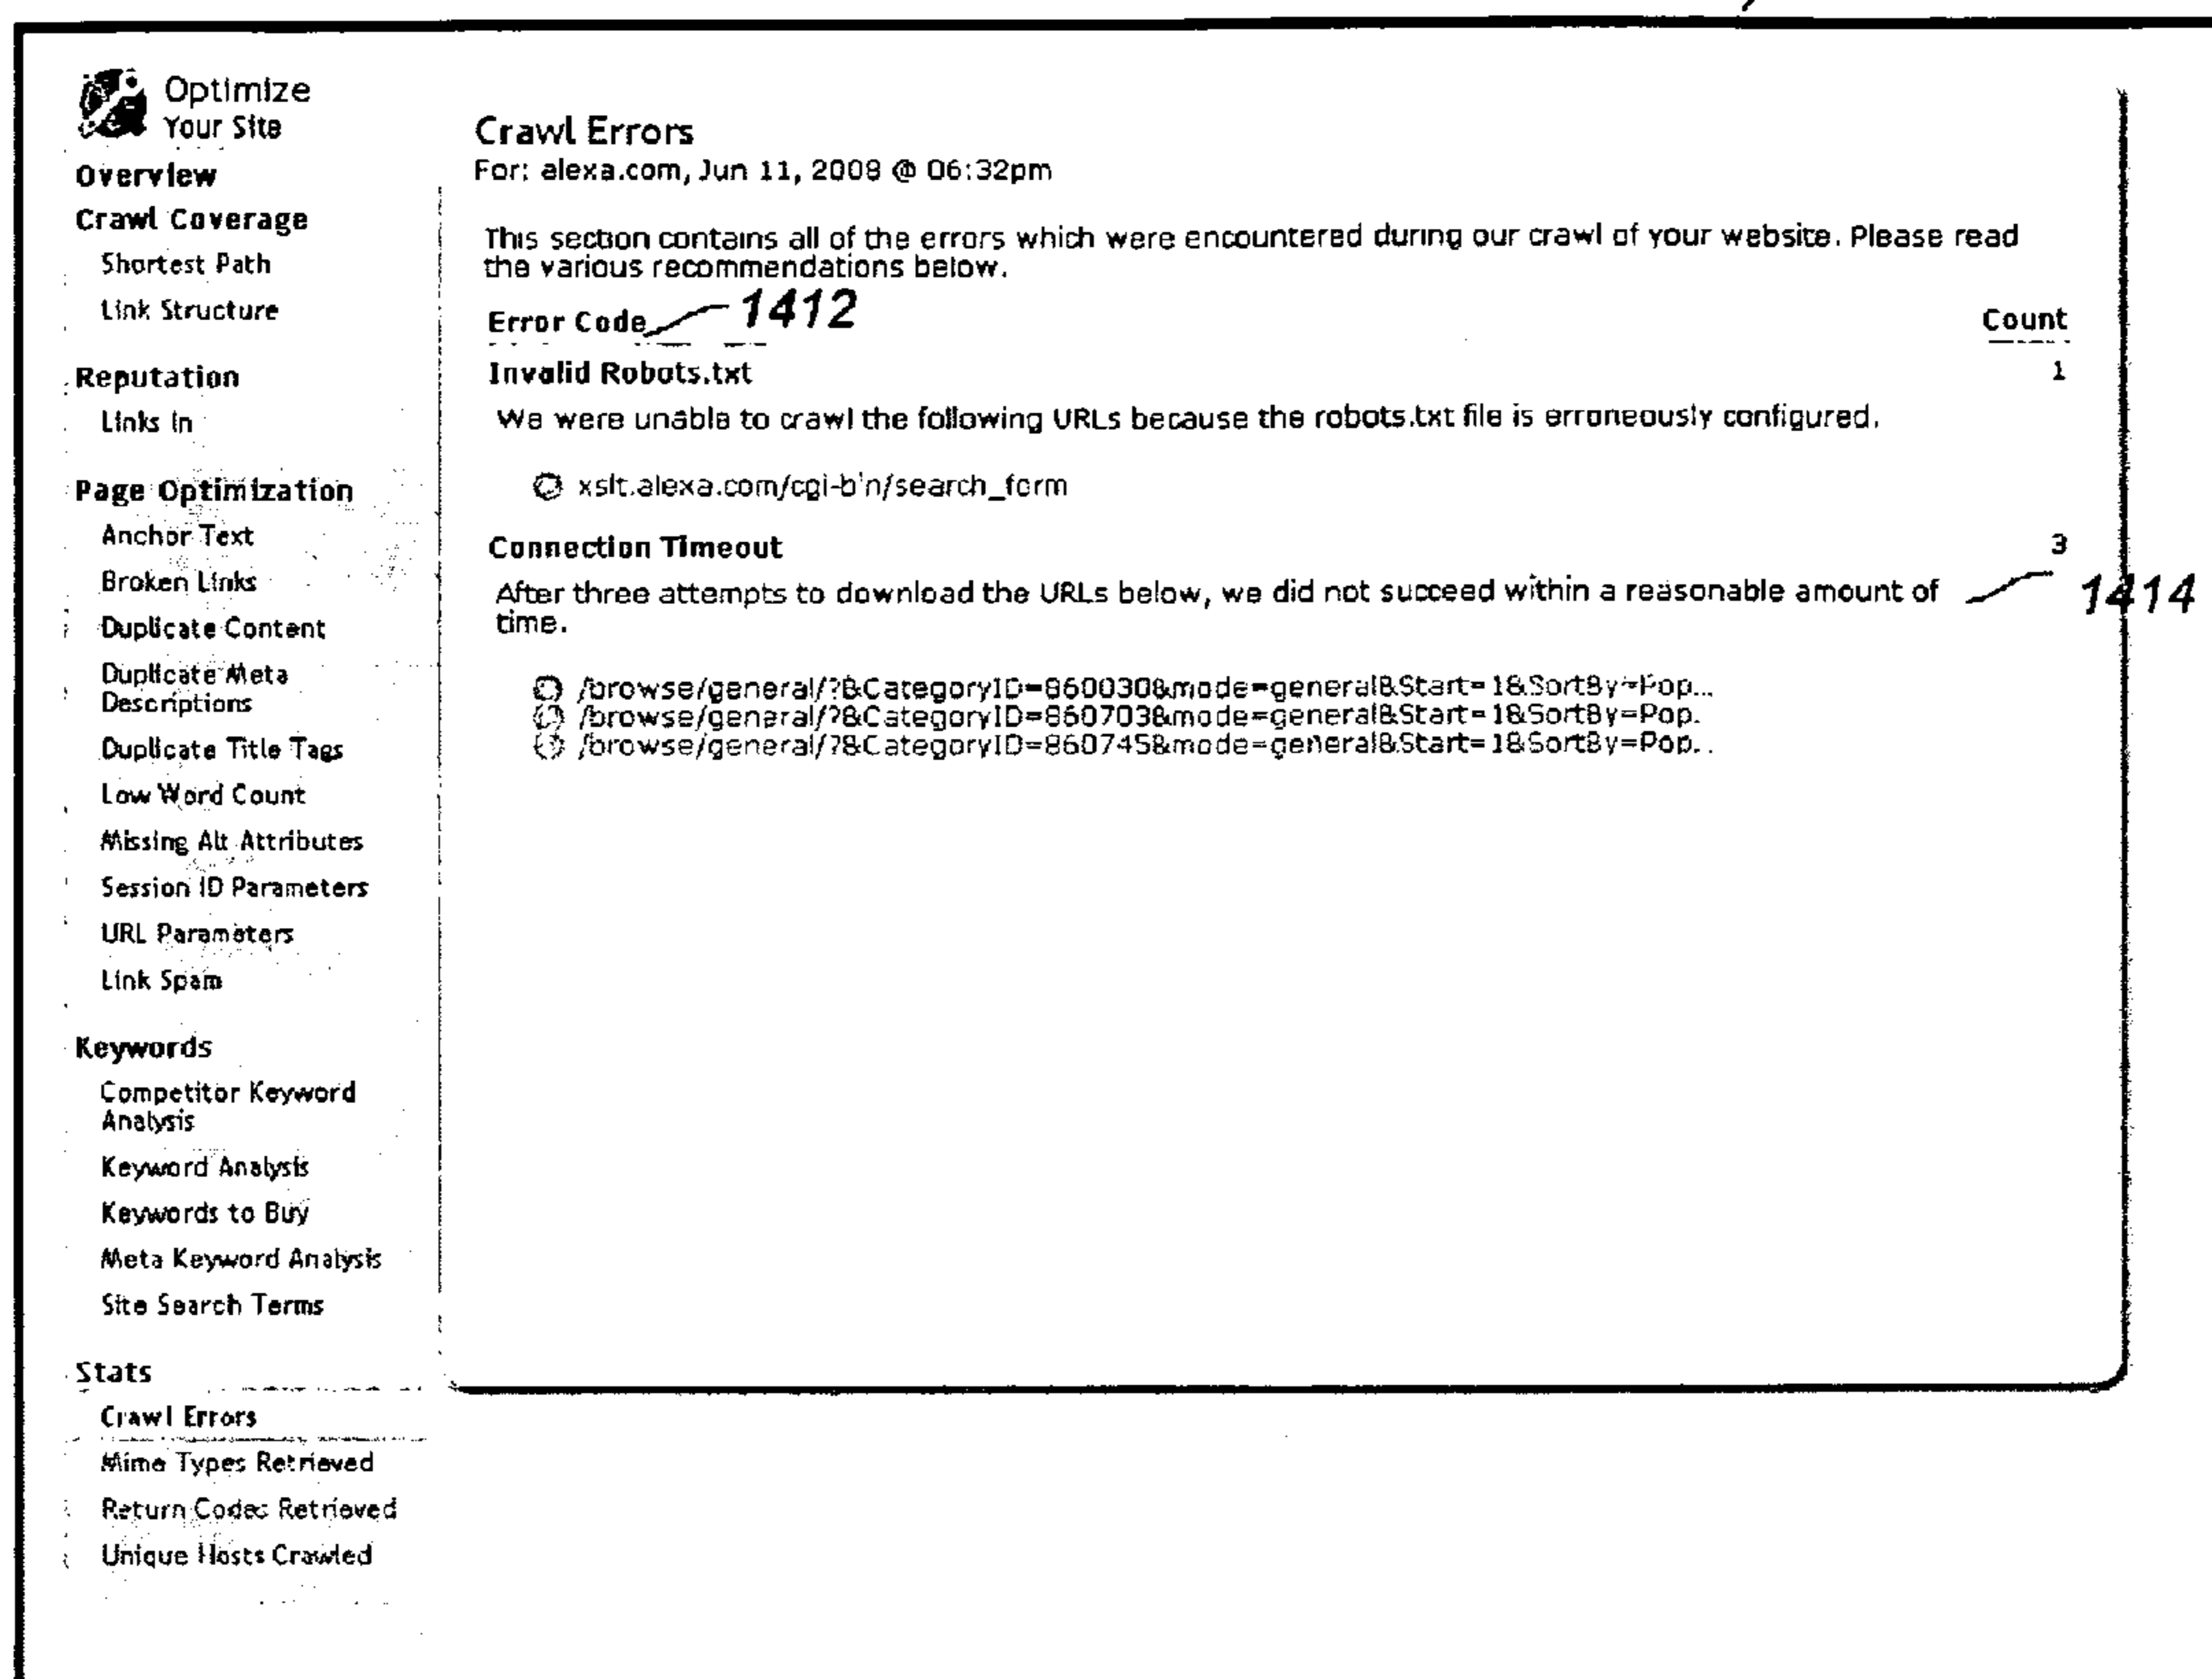 Optimize
Your Site
Overview
Crawl Coverage
Shortest Path
Link Structure
Reputation
Links In
Page Optimization
Anchor Text
Broken Links
Duplicate Content
Duplicate Meta
Descriptions
Duplicate Title Tags
Low Word Count
Missing Alt Attributes
Session ID Parameters
URL Parameters
Link Spam
Keywords
Competitor Keyword
Analysis
Keyword Analysis
Keywords to Buy
Meta Keyword Analysis
Site Search Terms
Stats
Crawl Errors
Mime Types Retrieved
Return Codes Retrieved
Unique Hosts Crawled
Crawl Errors
For: alexa.com, Jun 11, 2008 @ 06:32pm
This section contains all of the errors which were encountered during our crawl of your website. Please read
the various recommendations below.
Error Code 1412 Count
Invalid Robots.txt 1
We were unable to crawl the following URLs because the robots.txt file is erroneously configured.
xslt.alexa.com/cgi-bin/search_form
Connection Timeout 3
After three attempts to download the URLs below, we did not succeed within a reasonable amount of 1414
time.
/browse/general/?&CategoryID=860030&mode=general&Start=1&SortBy=Pop...
/browse/general/?&CategoryID=860703&mode=general&Start=1&SortBy=Pop.
/browse/general/?&CategoryID=860745&mode=general&Start=1&SortBy=Pop..